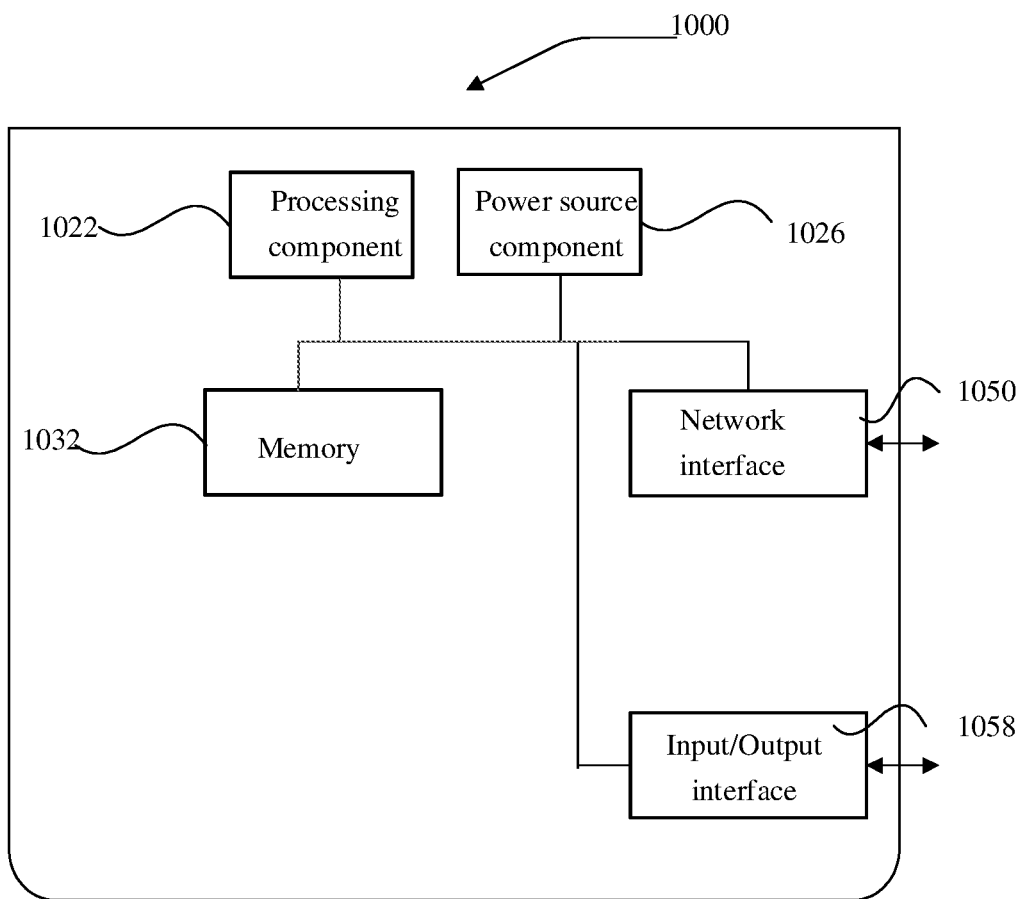 1000
Processing
component
1022
Power source
component
1026
Memory
1032
Network
interface
1050
Input/Output
interface
1058